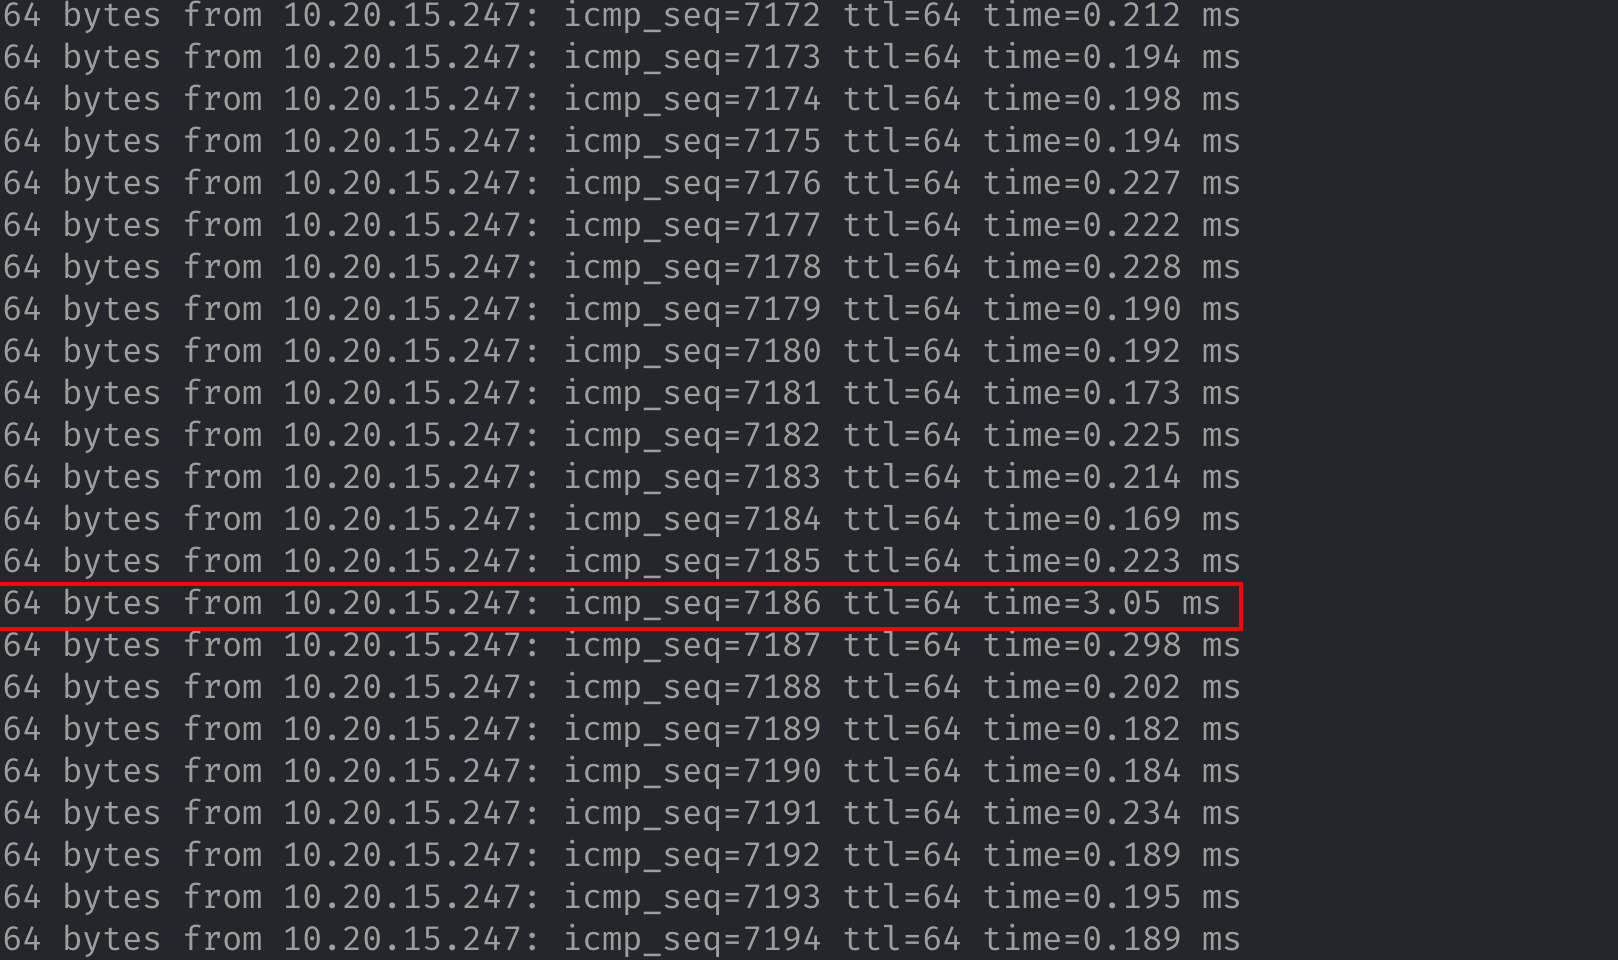 64 bytes from 10.20.15.247: icmp_seq=7172 ttl=64 time=0.212 ms
64 bytes from 10.20.15.247: icmp_seq=7173 ttl=64 time=0.194 ms
64 bytes from 10.20.15.247: icmp_seq=7174 ttl=64 time=0.198 ms
64 bytes from 10.20.15.247: icmp_seq=7175 ttl=64 time=0.194 ms
64 bytes from 10.20.15.247: icmp_seq=7176 ttl=64 time=0.227 ms
64 bytes from 10.20.15.247: icmp_seq=7177 ttl=64 time=0.222 ms
64 bytes from 10.20.15.247: icmp_seq=7178 ttl=64 time=0.228 ms
64 bytes from 10.20.15.247: icmp_seq=7179 ttl=64 time=0.190 ms
64 bytes from 10.20.15.247: icmp_seq=7180 ttl=64 time=0.192 ms
64 bytes from 10.20.15.247: icmp_seq=7181 ttl=64 time=0.173 ms
64 bytes from 10.20.15.247: icmp_seq=7182 ttl=64 time=0.225 ms
64 bytes from 10.20.15.247: icmp_seq=7183 ttl=64 time=0.214 ms
64 bytes from 10.20.15.247: icmp_seq=7184 ttl=64 time=0.169 ms
64 bytes from 10.20.15.247: icmp_seq=7185 ttl=64 time=0.223 ms
64 bytes from 10.20.15.247: icmp_seq=7186 ttl=64 time=3.05 ms
64 bytes from 10.20.15.247: icmp_seq=7187 ttl=64 time=0.298 ms
64 bytes from 10.20.15.247: icmp_seq=7188 ttl=64 time=0.202 ms
64 bytes from 10.20.15.247: icmp_seq=7189 ttl=64 time=0.182 ms
64 bytes from 10.20.15.247: icmp_seq=7190 ttl=64 time=0.184 ms
64 bytes from 10.20.15.247: icmp_seq=7191 ttl=64 time=0.234 ms
64 bytes from 10.20.15.247: icmp_seq=7192 ttl=64 time=0.189 ms
64 bytes from 10.20.15.247: icmp_seq=7193 ttl=64 time=0.195 ms
64 bytes from 10.20.15.247: icmp_seq=7194 ttl=64 time=0.189 ms